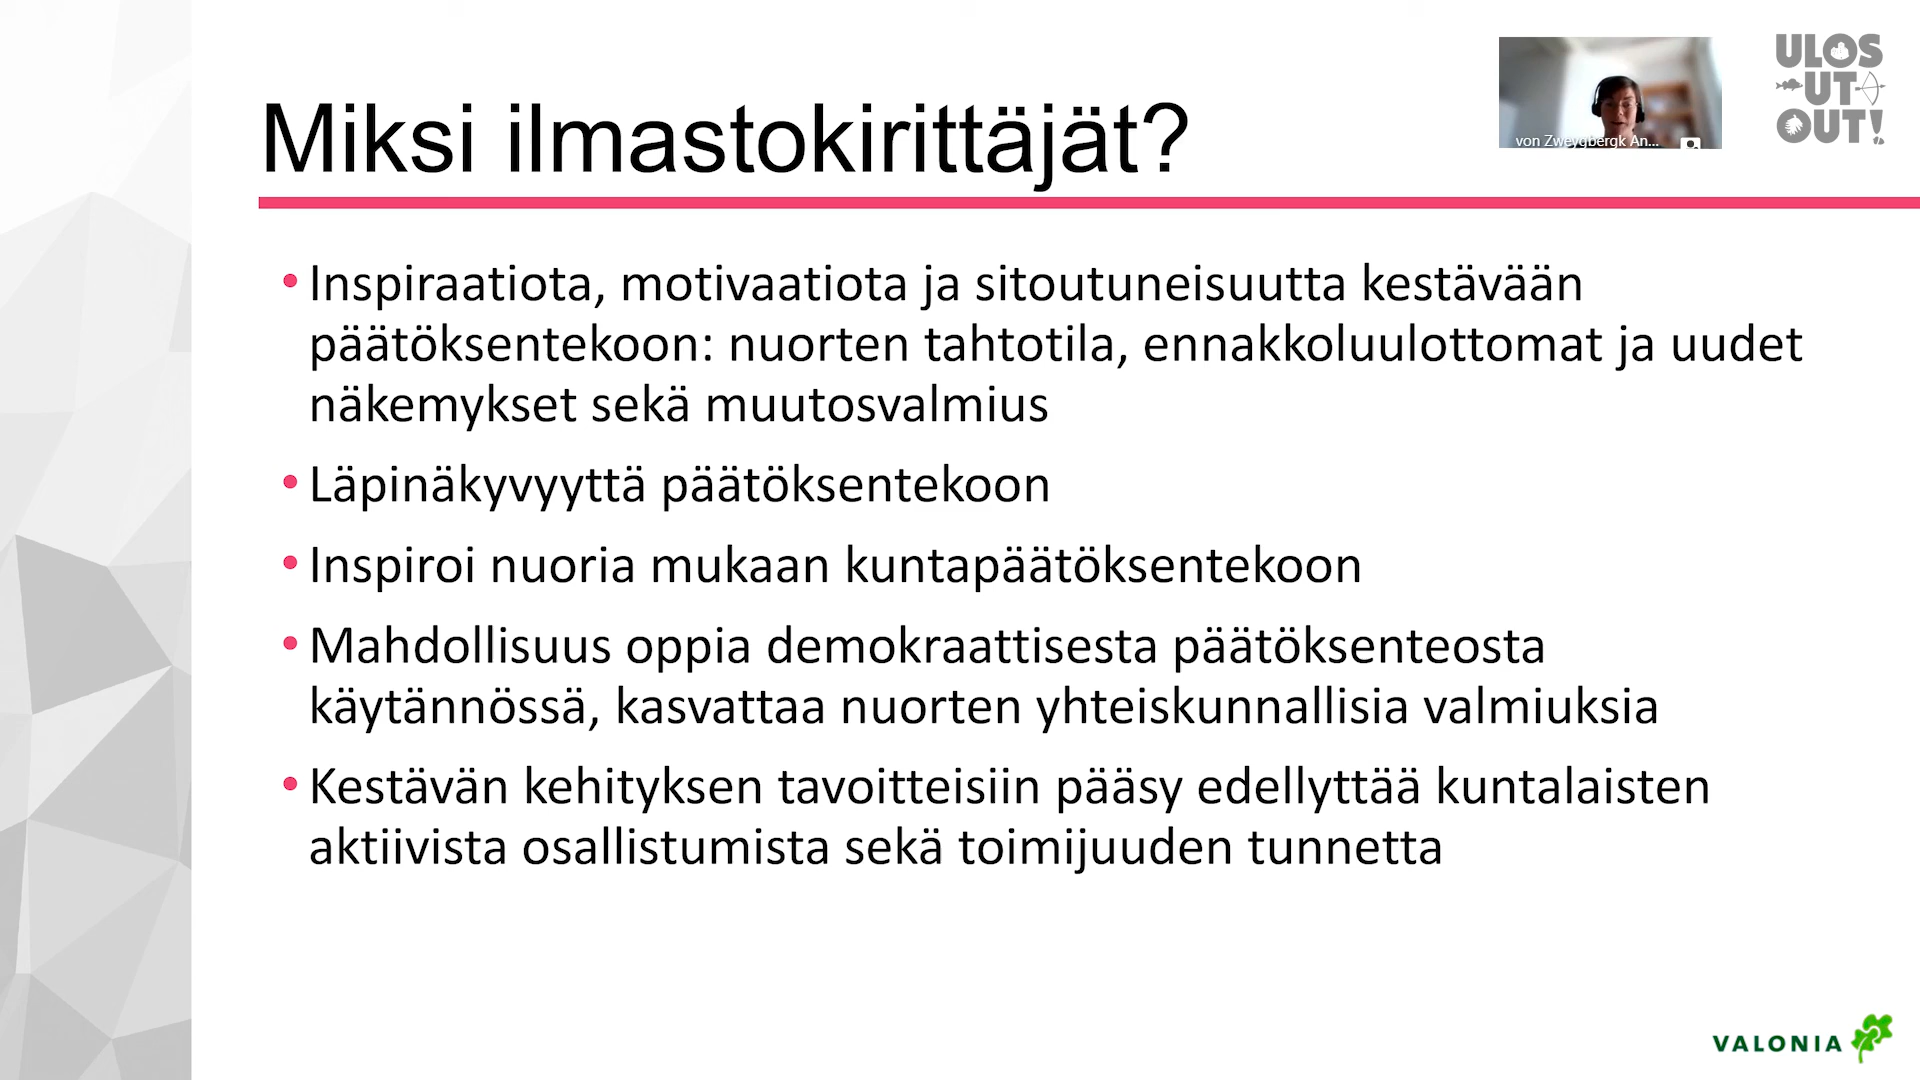 Miksi ilmastokirittäjät?
von Zweygbergk An...
ULOS
UT
OUT!
• Inspiraatiota, motivaatiota ja sitoutuneisuutta kestävään
päätöksentekoon: nuorten tahtotila, ennakkoluulottomat ja uudet
näkemykset sekä muutosvalmius
• Läpinäkyvyyttä päätöksentekoon
• Inspiroi nuoria mukaan kuntapäätöksentekoon
• Mahdollisuus oppia demokraattisesta päätöksenteosta
käytännössä, kasvattaa nuorten yhteiskunnallisia valmiuksia
• Kestävän kehityksen tavoitteisiin pääsy edellyttää kuntalaisten
aktiivista osallistumista sekä toimijuuden tunnetta
VALONIA